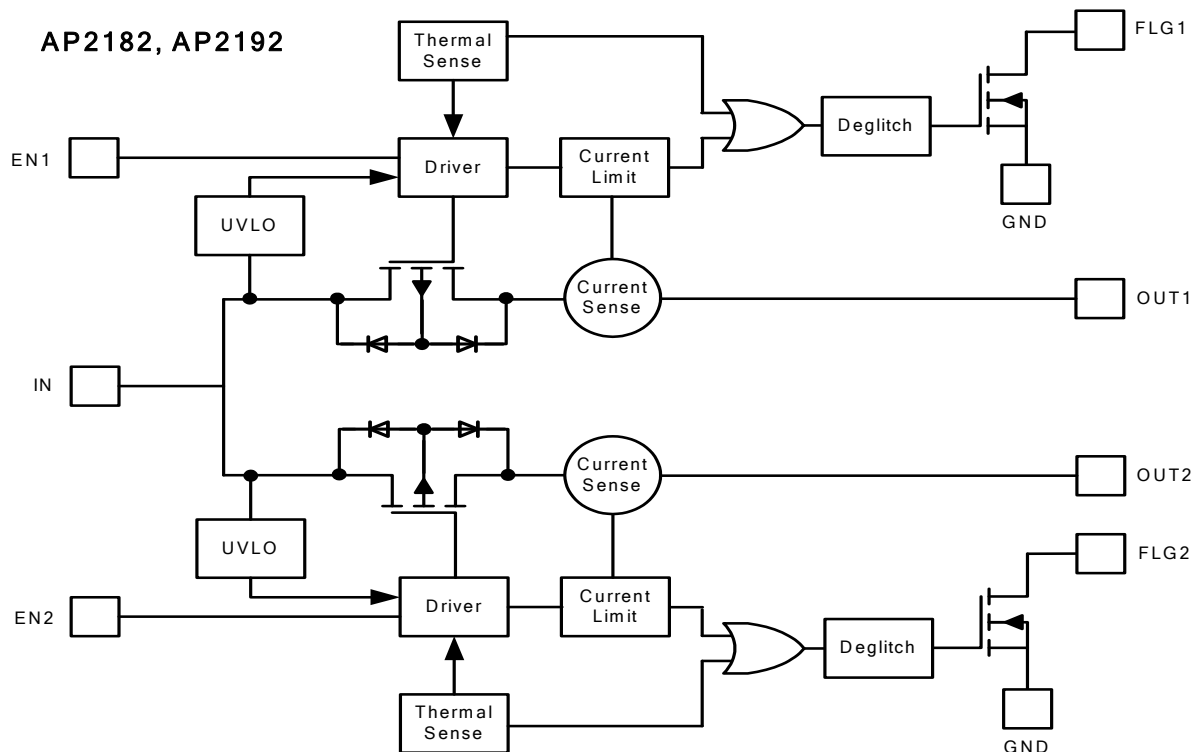 AP2182, AP2192
Thermal
Sense
FLG1
Deglitch
EN1
Driver
Current
Limit
UVLO
GND
Current
Sense
OUT1
IN
Current
Sense
OUT2
UVLO
FLG2
EN2
Driver
Current
Limit
Deglitch
Thermal
Sense
GND